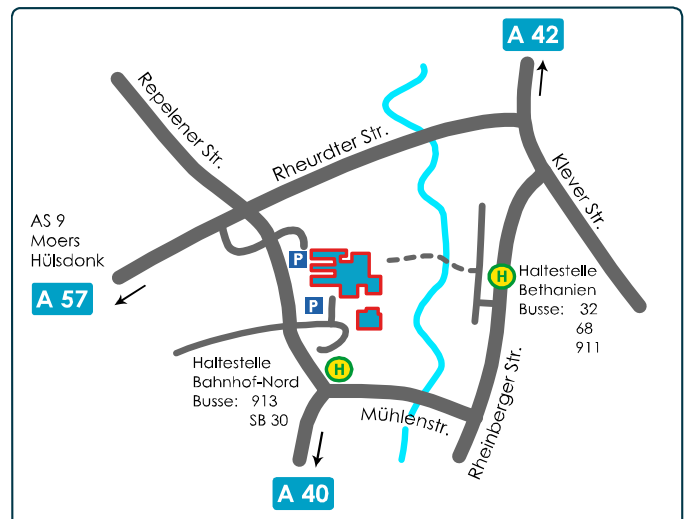 A 42
Repelener Str.
Rheurdter Str.
Klever Str.
AS 9
Moers
Hülsdonk
A 57
P
P
H
Haltestelle
Bethanien
Busse: 32
68
911
H
Haltestelle
Bahnhof-Nord
Busse: 913
SB 30
Mühlenstr.
Rheinberger Str.
A 40